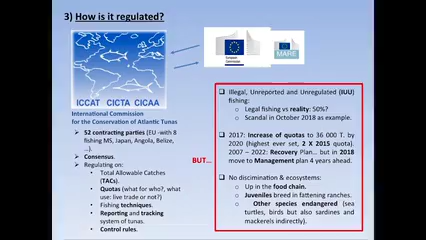 3) How is it regulated?
European
Commission
MARE
ICCAT CICTA CICAA
International Commission
for the Conservation of Atlantic Tunas
➤ 52 contracting parties (EU -with 8
fishing MS, Japan, Angola, Belize,
…).
➤ Consensus.
➤ Regulating on:
• Total Allowable Catches
(TACs).
• Quotas (what for who?, what
use: live trade or not?)
• Fishing techniques.
• Reporting and tracking
system of tunas.
• Control rules.
BUT…
❑ Illegal, Unreported and Unregulated (IUU)
fishing:
o Legal fishing vs reality: 50%?
o Scandal in October 2018 as example.
❑ 2017: Increase of quotas to 36 000 T. by
2020 (highest ever set, 2 X 2015 quota).
2007 – 2022: Recovery Plan… but in 2018
move to Management plan 4 years ahead.
❑ No discrimination & ecosystems:
o Up in the food chain.
o Juveniles breed in fattening ranches.
o Other species endangered (sea
turtles, birds but also sardines and
mackerels indirectly).